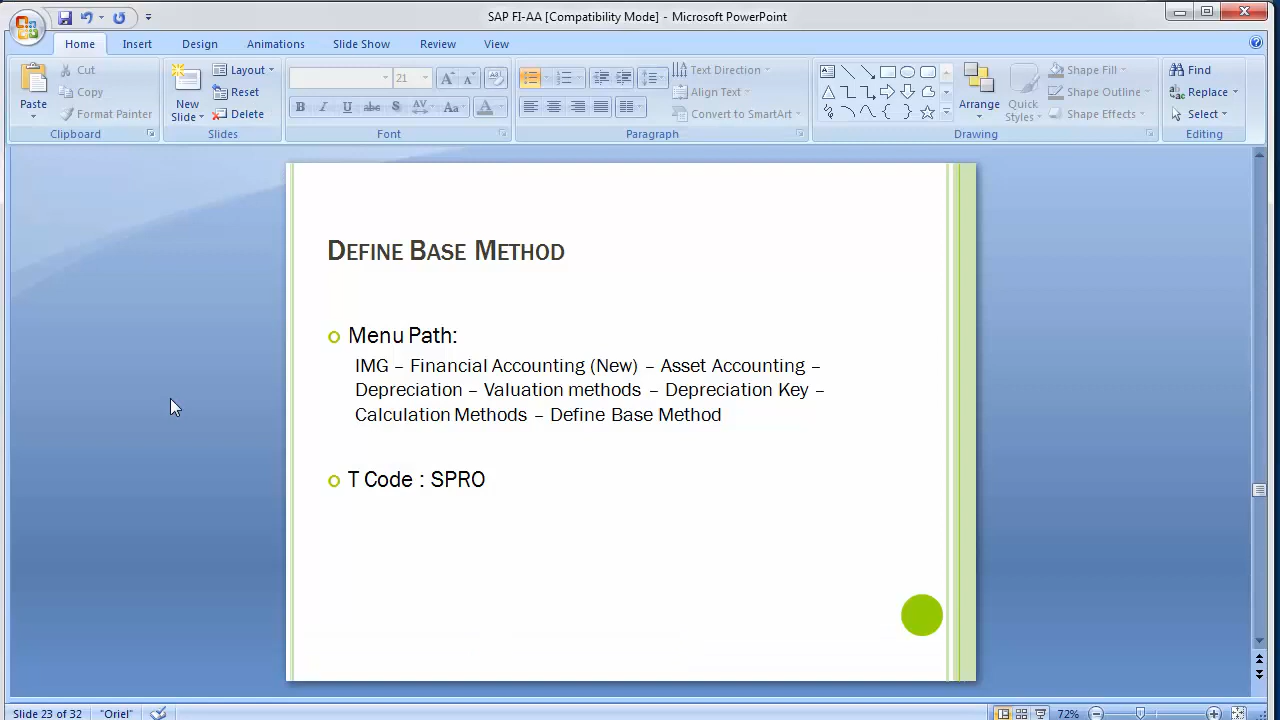 SAP FI-AA [Compatibility Mode] - Microsoft PowerPoint
Home Insert Design Animations Slide Show Review View
Paste
Cut
Copy
Format Painter
Clipboard
New Slide
Layout
Reset
Delete
Slides
21
B I U abc S AV Aa A
Font
Text Direction
Align Text
Convert to SmartArt
Paragraph
Arrange
Quick Styles
Shape Fill
Shape Outline
Shape Effects
Drawing
Find
Replace
Select
Editing
DEFINE BASE METHOD
Menu Path:
IMG – Financial Accounting (New) – Asset Accounting –
Depreciation – Valuation methods – Depreciation Key –
Calculation Methods – Define Base Method
T Code : SPRO
Slide 23 of 32 "Oriel" 72%